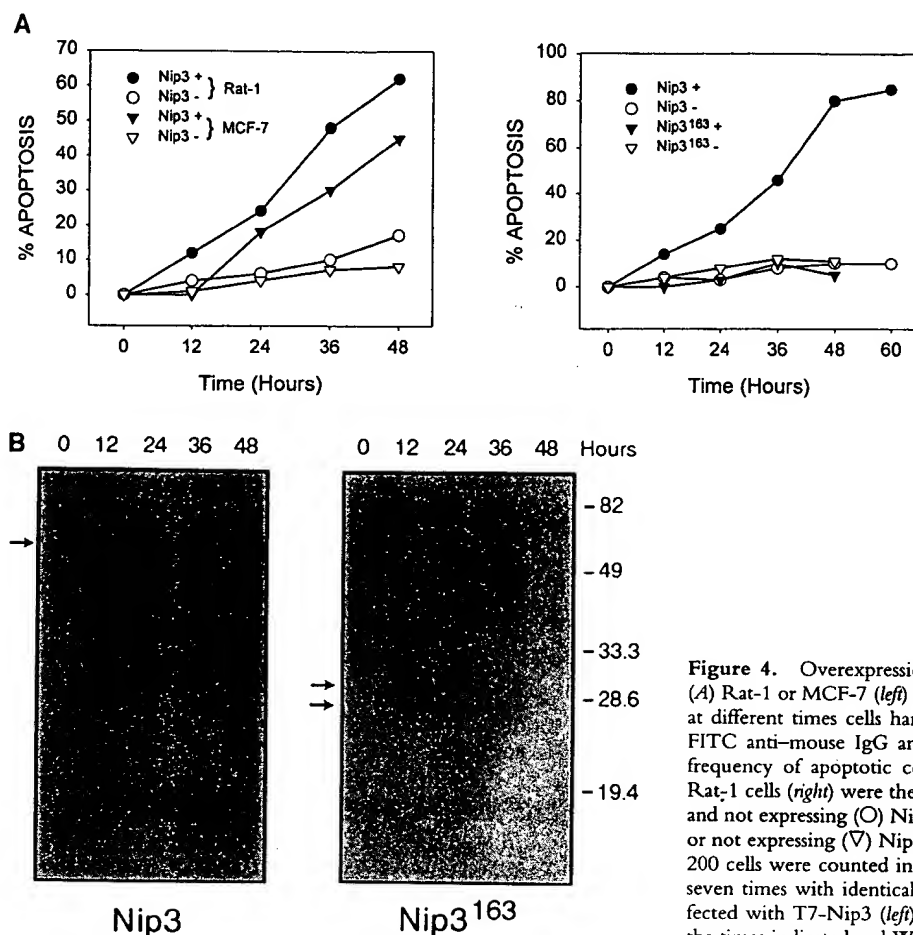 A
70
60
50
40
30
20
10
0
% APOPTOSIS
Nip3 +
Nip3 -
} Rat-1
Nip3 +
Nip3 -
} MCF-7
0 12 24 36 48
Time (Hours)
100
80
60
40
20
0
% APOPTOSIS
Nip3 +
Nip3 -
Nip3¹⁶³ +
Nip3¹⁶³ -
0 12 24 36 48 60
Time (Hours)
B
0 12 24 36 48
0 12 24 36 48 Hours
- 82
- 49
- 33.3
- 28.6
- 19.4
Nip3
Nip3¹⁶³
Figure 4. Overexpressio
(A) Rat-1 or MCF-7 (left)
at different times cells har
FITC anti–mouse IgG an
frequency of apoptotic c
Rat-1 cells (right) were the
and not expressing (○) Ni
or not expressing (▽) Nip
200 cells were counted in
seven times with identical
fected with T7-Nip3 (left)